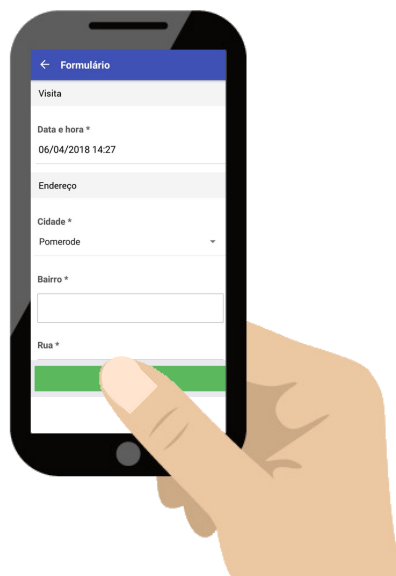 Formulário
Visita
Data e hora *
06/04/2018 14:27
Endereço
Cidade *
Pomerode
Bairro *
Rua *